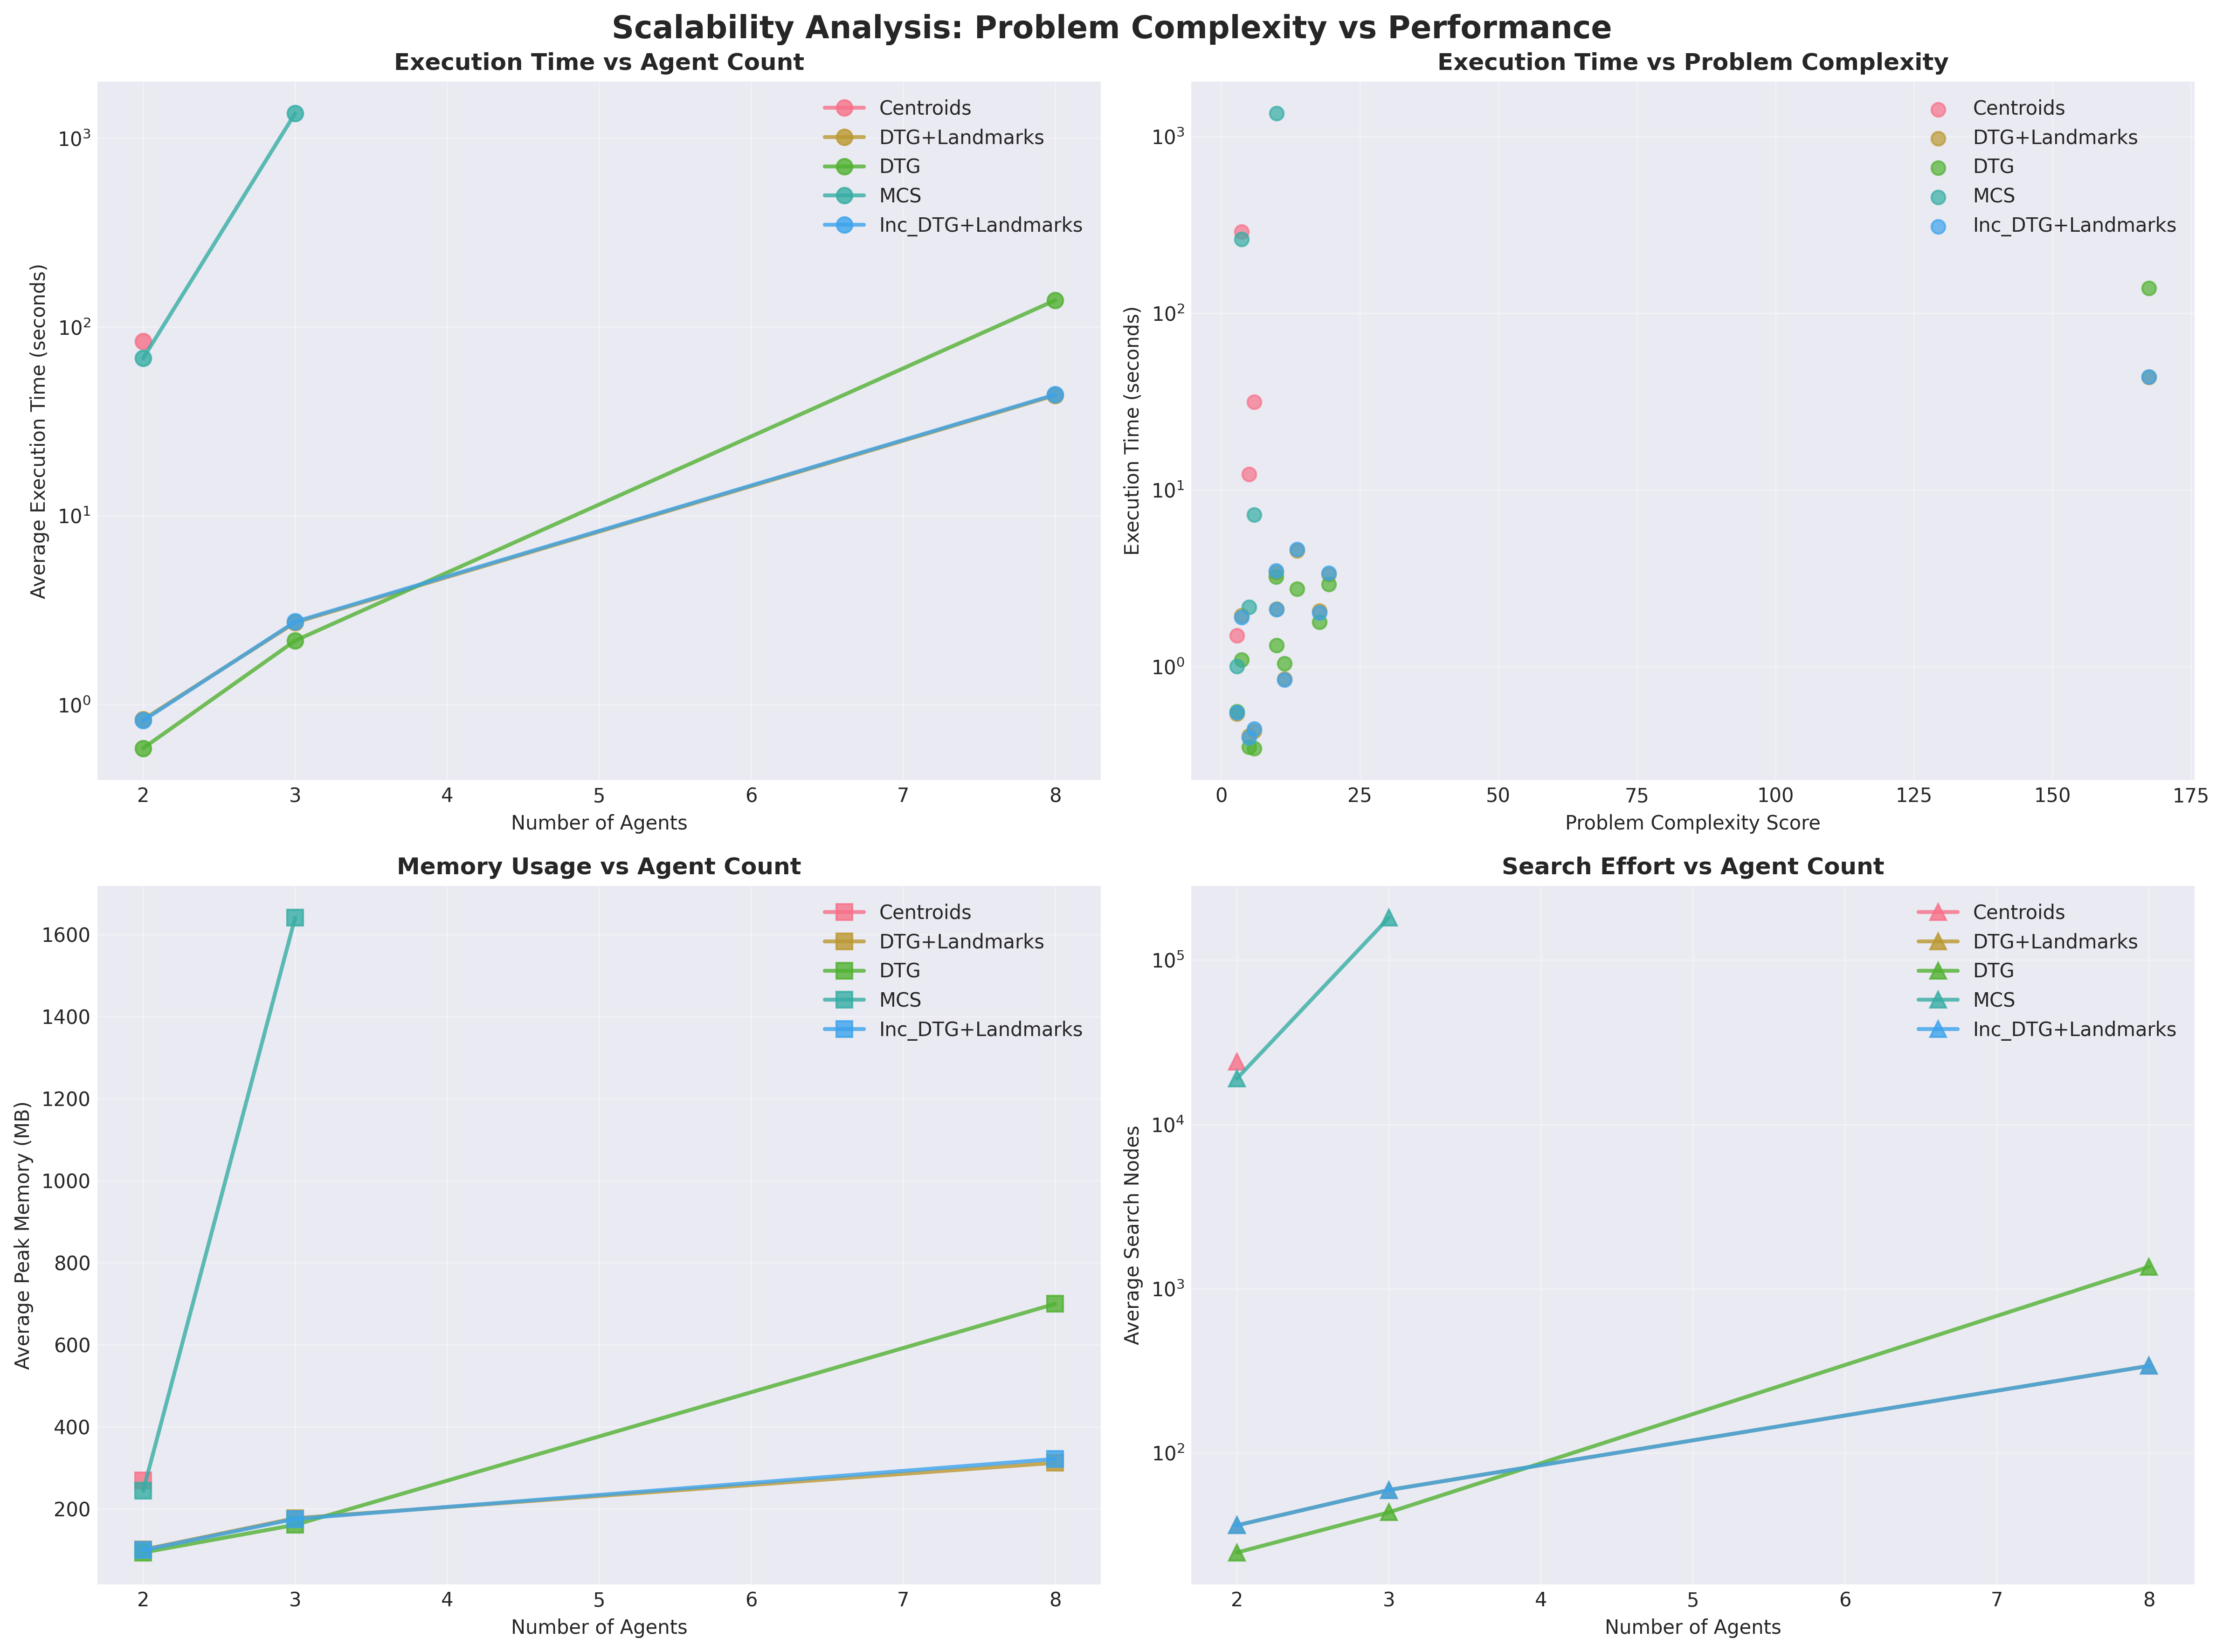 Scalability Analysis: Problem Complexity vs Performance
Execution Time vs Agent Count
Average Execution Time (seconds)
10³
10²
10¹
10⁰
Centroids
DTG+Landmarks
DTG
MCS
Inc_DTG+Landmarks
2 3 4 5 6 7 8
Number of Agents
Execution Time vs Problem Complexity
Execution Time (seconds)
10³
10²
10¹
10⁰
Centroids
DTG+Landmarks
DTG
MCS
Inc_DTG+Landmarks
0 25 50 75 100 125 150 175
Problem Complexity Score
Memory Usage vs Agent Count
Average Peak Memory (MB)
1600
1400
1200
1000
800
600
400
200
Centroids
DTG+Landmarks
DTG
MCS
Inc_DTG+Landmarks
2 3 4 5 6 7 8
Number of Agents
Search Effort vs Agent Count
Average Search Nodes
10⁵
10⁴
10³
10²
Centroids
DTG+Landmarks
DTG
MCS
Inc_DTG+Landmarks
2 3 4 5 6 7 8
Number of Agents